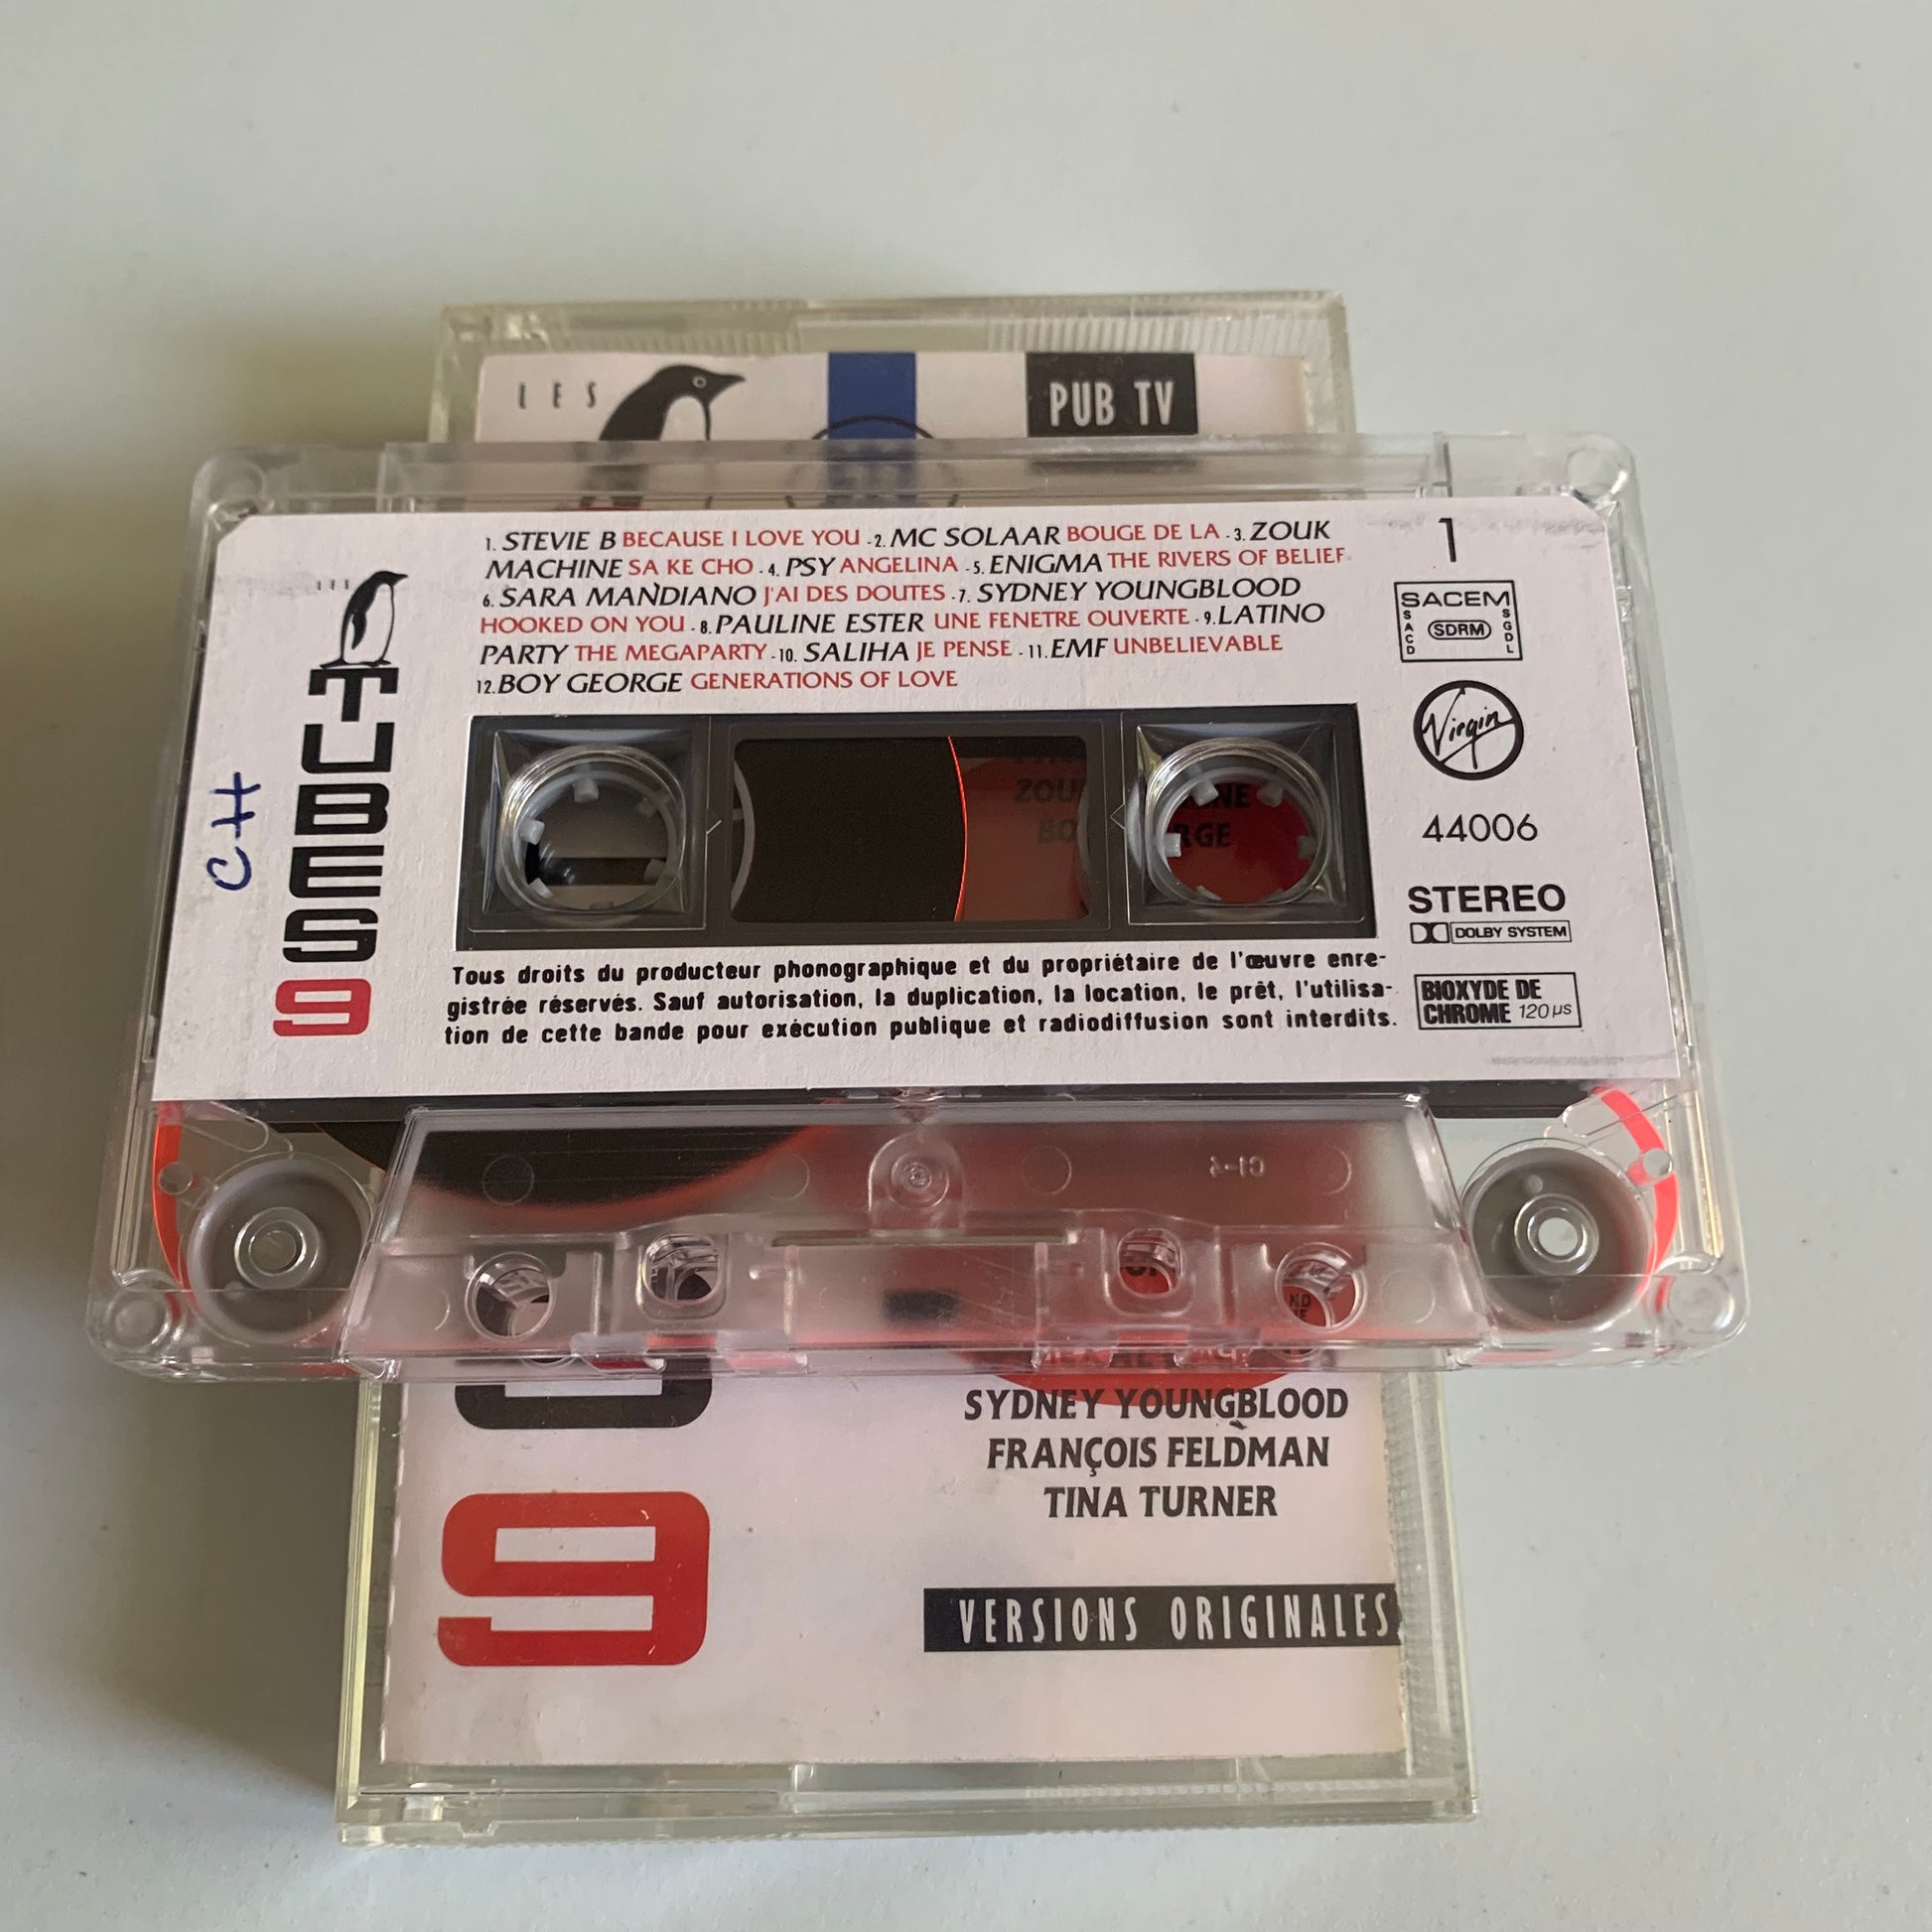 LES
PUB TV
1. STEVIE B BECAUSE I LOVE YOU - 2. MC SOLAAR BOUGE DE LA - 3. ZOUK
MACHINE SA KE CHO - 4. PSY ANGELINA - 5. ENIGMA THE RIVERS OF BELIEF
6. SARA MANDIANO J'AI DES DOUTES - 7. SYDNEY YOUNGBLOOD
HOOKED ON YOU - 8. PAULINE ESTER UNE FENETRE OUVERTE - 9. LATINO
PARTY THE MEGAPARTY - 10. SALIHA JE PENSE - 11. EMF UNBELIEVABLE
12. BOY GEORGE GENERATIONS OF LOVE
LES
TUBES
9
CH
1
SACEM
SACD
SDRM
SGDL
Virgin
44006
STEREO
DOLBY SYSTEM
BIOXYDE DE
CHROME 120 µs
Tous droits du producteur phonographique et du propriétaire de l'œuvre enre-
gistrée réservés. Sauf autorisation, la duplication, la location, le prêt, l'utilisa-
tion de cette bande pour exécution publique et radiodiffusion sont interdits.
SYDNEY YOUNGBLOOD
FRANÇOIS FELDMAN
TINA TURNER
9
VERSIONS ORIGINALES